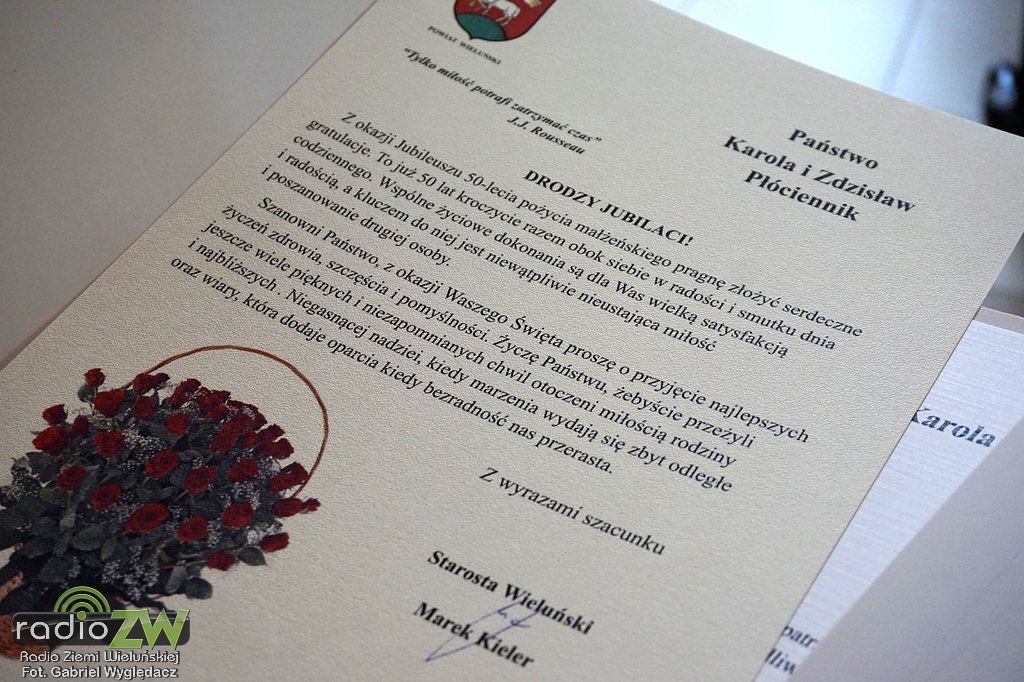 POWIAT WIELUŃSKI
"Tylko miłość potrafi zatrzymać czas"
J.J. Rousseau
Państwo
Karola i Zdzisław
Płóciennik
DRODZY JUBILACI!
Z okazji Jubileuszu 50-lecia pożycia małżeńskiego pragnę złożyć serdeczne
gratulacje. To już 50 lat kroczycie razem obok siebie w radości i smutku dnia
codziennego. Wspólne życiowe dokonania są dla Was wielką satysfakcją
i radością, a kluczem do niej jest niewątpliwie nieustająca miłość
i poszanowanie drugiej osoby.
Szanowni Państwo, z okazji Waszego Święta proszę o przyjęcie najlepszych
życzeń zdrowia, szczęścia i pomyślności. Życzę Państwu, żebyście przeżyli
jeszcze wiele pięknych i niezapomnianych chwil otoczeni miłością rodziny
i najbliższych. Niegasnącej nadziei, kiedy marzenia wydają się zbyt odległe
oraz wiary, która dodaje oparcia kiedy bezradność nas przerasta.
Z wyrazami szacunku
Starosta Wieluński
Marek Kieler
Karola
radioZW
Radio Ziemi Wieluńskiej
Fot. Gabriel Wyględacz